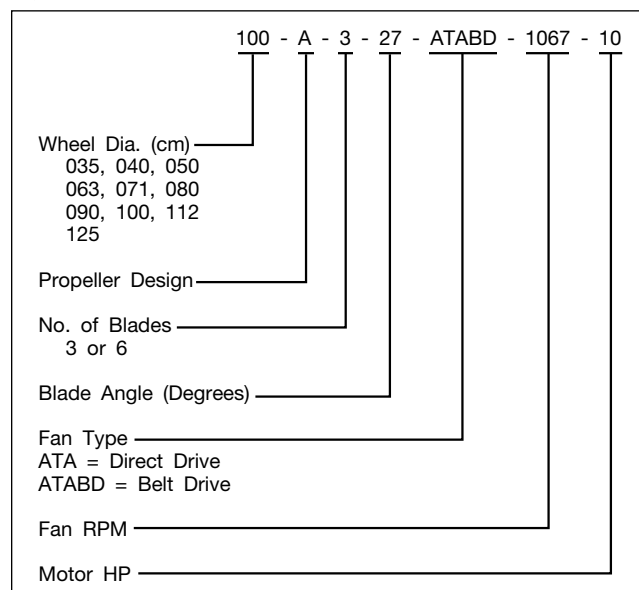 100 - A - 3 - 27 - ATABD - 1067 - 10
Wheel Dia. (cm)
035, 040, 050
063, 071, 080
090, 100, 112
125
Propeller Design
No. of Blades
3 or 6
Blade Angle (Degrees)
Fan Type
ATA = Direct Drive
ATABD = Belt Drive
Fan RPM
Motor HP